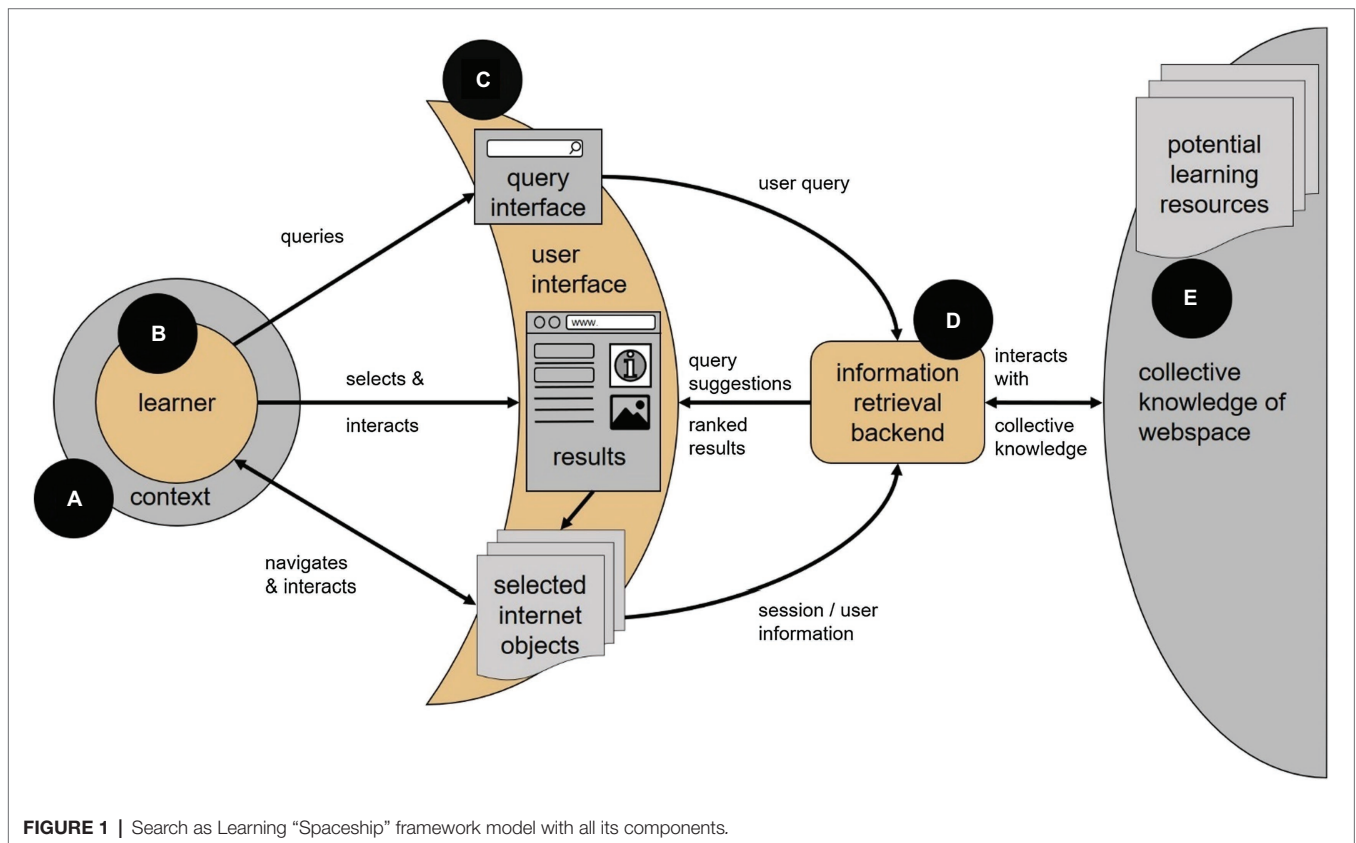 C
query
interface
user query
potential
learning
resources
queries
user
interface
E
B
D
www.
learner
selects &
interacts
query
suggestions
ranked
results
information
retrieval
backend
interacts
with
collective
knowledge
collective
knowledge of
webspace
results
A
context
navigates
& interacts
selected
internet
objects
session / user
information
FIGURE 1 | Search as Learning “Spaceship” framework model with all its components.